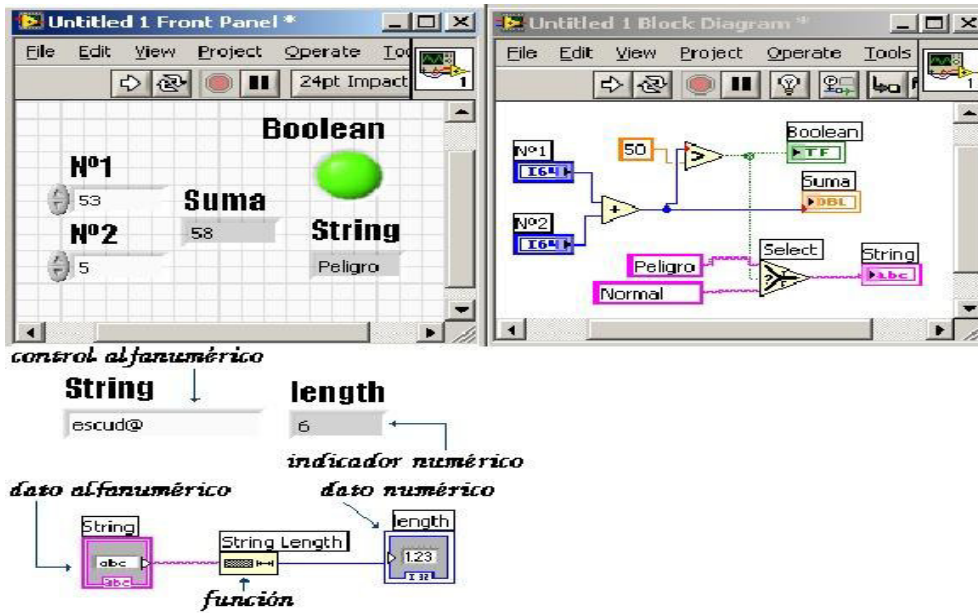 Untitled 1 Front Panel *
File Edit View Project Operate
24pt Impact
1
Boolean
Nº1
53
Suma
58
Nº2
5
String
Peligro
Untitled 1 Block Diagram *
File Edit View Project Operate Tools
1
Boolean
TF
50
>
Nº1
I64
Suma
DBL
+
Nº2
I64
Select
String
abc
Peligro
?
Normal
control alfanumérico
String
length
escud@
6
indicador numérico
dato alfanumérico
dato numérico
String
String Length
length
abc
1.23
abc
I32
función